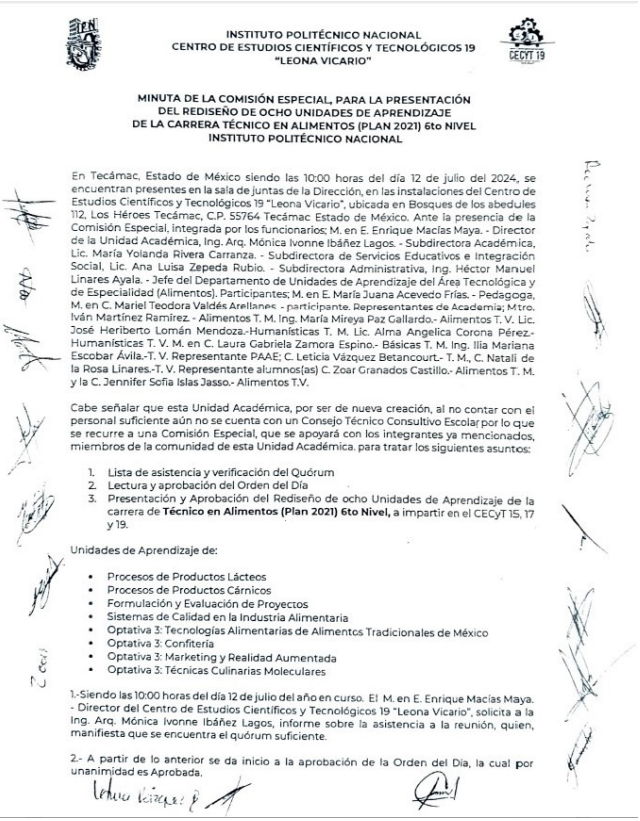 IPN
CECYT 19
INSTITUTO POLITÉCNICO NACIONAL
CENTRO DE ESTUDIOS CIENTÍFICOS Y TECNOLÓGICOS 19
“LEONA VICARIO”
MINUTA DE LA COMISIÓN ESPECIAL, PARA LA PRESENTACIÓN
DEL REDISEÑO DE OCHO UNIDADES DE APRENDIZAJE
DE LA CARRERA TÉCNICO EN ALIMENTOS (PLAN 2021) 6to NIVEL
INSTITUTO POLITÉCNICO NACIONAL
En Tecámac, Estado de México siendo las 10:00 horas del día 12 de julio del 2024, se
encuentran presentes en la sala de juntas de la Dirección, en las instalaciones del Centro de
Estudios Científicos y Tecnológicos 19 “Leona Vicario”, ubicada en Bosques de los abedules
112, Los Héroes Tecámac, C.P. 55764 Tecámac Estado de México. Ante la presencia de la
Comisión Especial, integrada por los funcionarios; M. en E. Enrique Macías Maya. - Director
de la Unidad Académica, Ing. Arq. Mónica Ivonne Ibáñez Lagos. - Subdirectora Académica,
Lic. María Yolanda Rivera Carranza. - Subdirectora de Servicios Educativos e Integración
Social, Lic. Ana Luisa Zepeda Rubio. - Subdirectora Administrativa, Ing. Héctor Manuel
Linares Ayala. - Jefe del Departamento de Unidades de Aprendizaje del Área Tecnológica y
de Especialidad (Alimentos). Participantes; M. en E. María Juana Acevedo Frías. - Pedagoga,
M. en C. Mariel Teodora Valdés Arellanes. - participante. Representantes de Academia; Mtro.
Iván Martínez Ramírez. - Alimentos T. M. Ing. María Mireya Paz Gallardo.- Alimentos T. V. Lic.
José Heriberto Lomán Mendoza.-Humanísticas T. M. Lic. Alma Angelica Corona Pérez.-
Humanísticas T. V. M. en C. Laura Gabriela Zamora Espino.- Básicas T. M. Ing. Ilia Mariana
Escobar Ávila.-T. V. Representante PAAE; C. Leticia Vázquez Betancourt.- T. M., C. Natali de
la Rosa Linares.-T. V. Representante alumnos(as) C. Zoar Granados Castillo.- Alimentos T. M.
y la C. Jennifer Sofia Islas Jasso.- Alimentos T.V.
Cabe señalar que esta Unidad Académica, por ser de nueva creación, al no contar con el
personal suficiente aún no se cuenta con un Consejo Técnico Consultivo Escolar, por lo que
se recurre a una Comisión Especial, que se apoyará con los integrantes ya mencionados,
miembros de la comunidad de esta Unidad Académica. para tratar los siguientes asuntos:
1. Lista de asistencia y verificación del Quórum
2. Lectura y aprobación del Orden del Día
3. Presentación y Aprobación del Rediseño de ocho Unidades de Aprendizaje de la
carrera de Técnico en Alimentos (Plan 2021) 6to Nivel, a impartir en el CECyT 15, 17
y 19.
Unidades de Aprendizaje de:
• Procesos de Productos Lácteos
• Procesos de Productos Cárnicos
• Formulación y Evaluación de Proyectos
• Sistemas de Calidad en la Industria Alimentaria
• Optativa 3: Tecnologías Alimentarias de Alimentos Tradicionales de México
• Optativa 3: Confitería
• Optativa 3: Marketing y Realidad Aumentada
• Optativa 3: Técnicas Culinarias Moleculares
1.-Siendo las 10:00 horas del día 12 de julio del año en curso. El M. en E. Enrique Macías Maya.
- Director del Centro de Estudios Científicos y Tecnológicos 19 “Leona Vicario”, solicita a la
Ing. Arq. Mónica Ivonne Ibáñez Lagos, informe sobre la asistencia a la reunión, quien,
manifiesta que se encuentra el quórum suficiente.
2.- A partir de lo anterior se da inicio a la aprobación de la Orden del Día, la cual por
unanimidad es Aprobada.